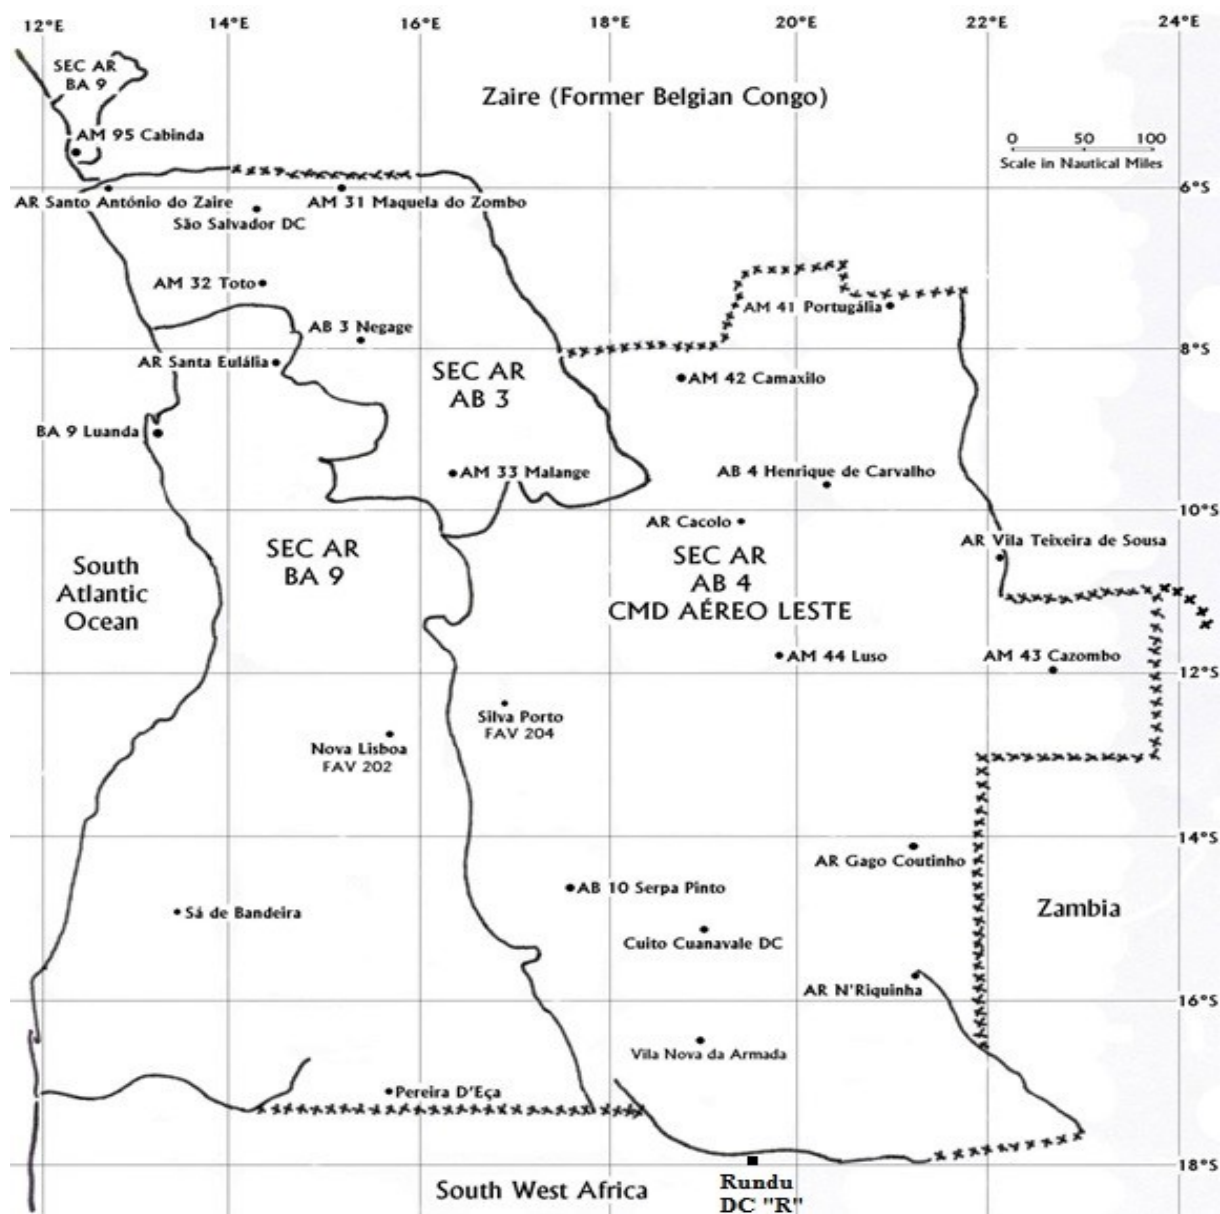 12°E 14°E 16°E 18°E 20°E 22°E 24°E
SEC AR
BA 9
Zaire (Former Belgian Congo)
AM 95 Cabinda
0 50 100
Scale in Nautical Miles
6°S
AR Santo António do Zaire
AM 31 Maquela do Zombo
São Salvador DC
AM 32 Toto
AM 41 Portugália
AB 3 Negage
8°S
AR Santa Eulália
SEC AR
AB 3
AM 42 Camaxilo
BA 9 Luanda
AM 33 Malange
AB 4 Henrique de Carvalho
10°S
AR Cacolo
AR Vila Teixeira de Sousa
SEC AR
BA 9
SEC AR
AB 4
CMD AÉREO LESTE
South
Atlantic
Ocean
AM 44 Luso
AM 43 Cazombo
12°S
Silva Porto
FAV 204
Nova Lisboa
FAV 202
14°S
AR Gago Coutinho
AB 10 Serpa Pinto
Sá de Bandeira
Zambia
Cuito Cuanavale DC
AR N'Riquinha
16°S
Vila Nova da Armada
Pereira D'Eça
18°S
South West Africa
Rundu
DC "R"